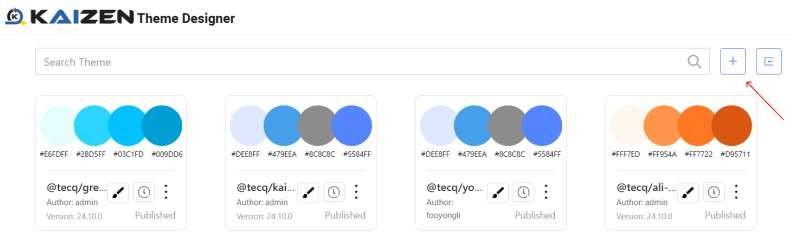 KAIZEN Theme Designer
Search Theme
#E6FDFF #28D5FF #03C1FD #009DD6
#DEE8FF #479EEA #8C8C8C #5584FF
#DEE8FF #479EEA #8C8C8C #5584FF
#FFF7ED #FF954A #FF7722 #D95711
@tecq/gre...
Author: admin
Version: 24.10.0
Published
@tecq/kai...
Author: admin
Version: 24.10.0
Published
@tecq/yo...
Author:
fooyongli
Published
@tecq/ali-...
Author: admin
Version: 24.10.0
Published